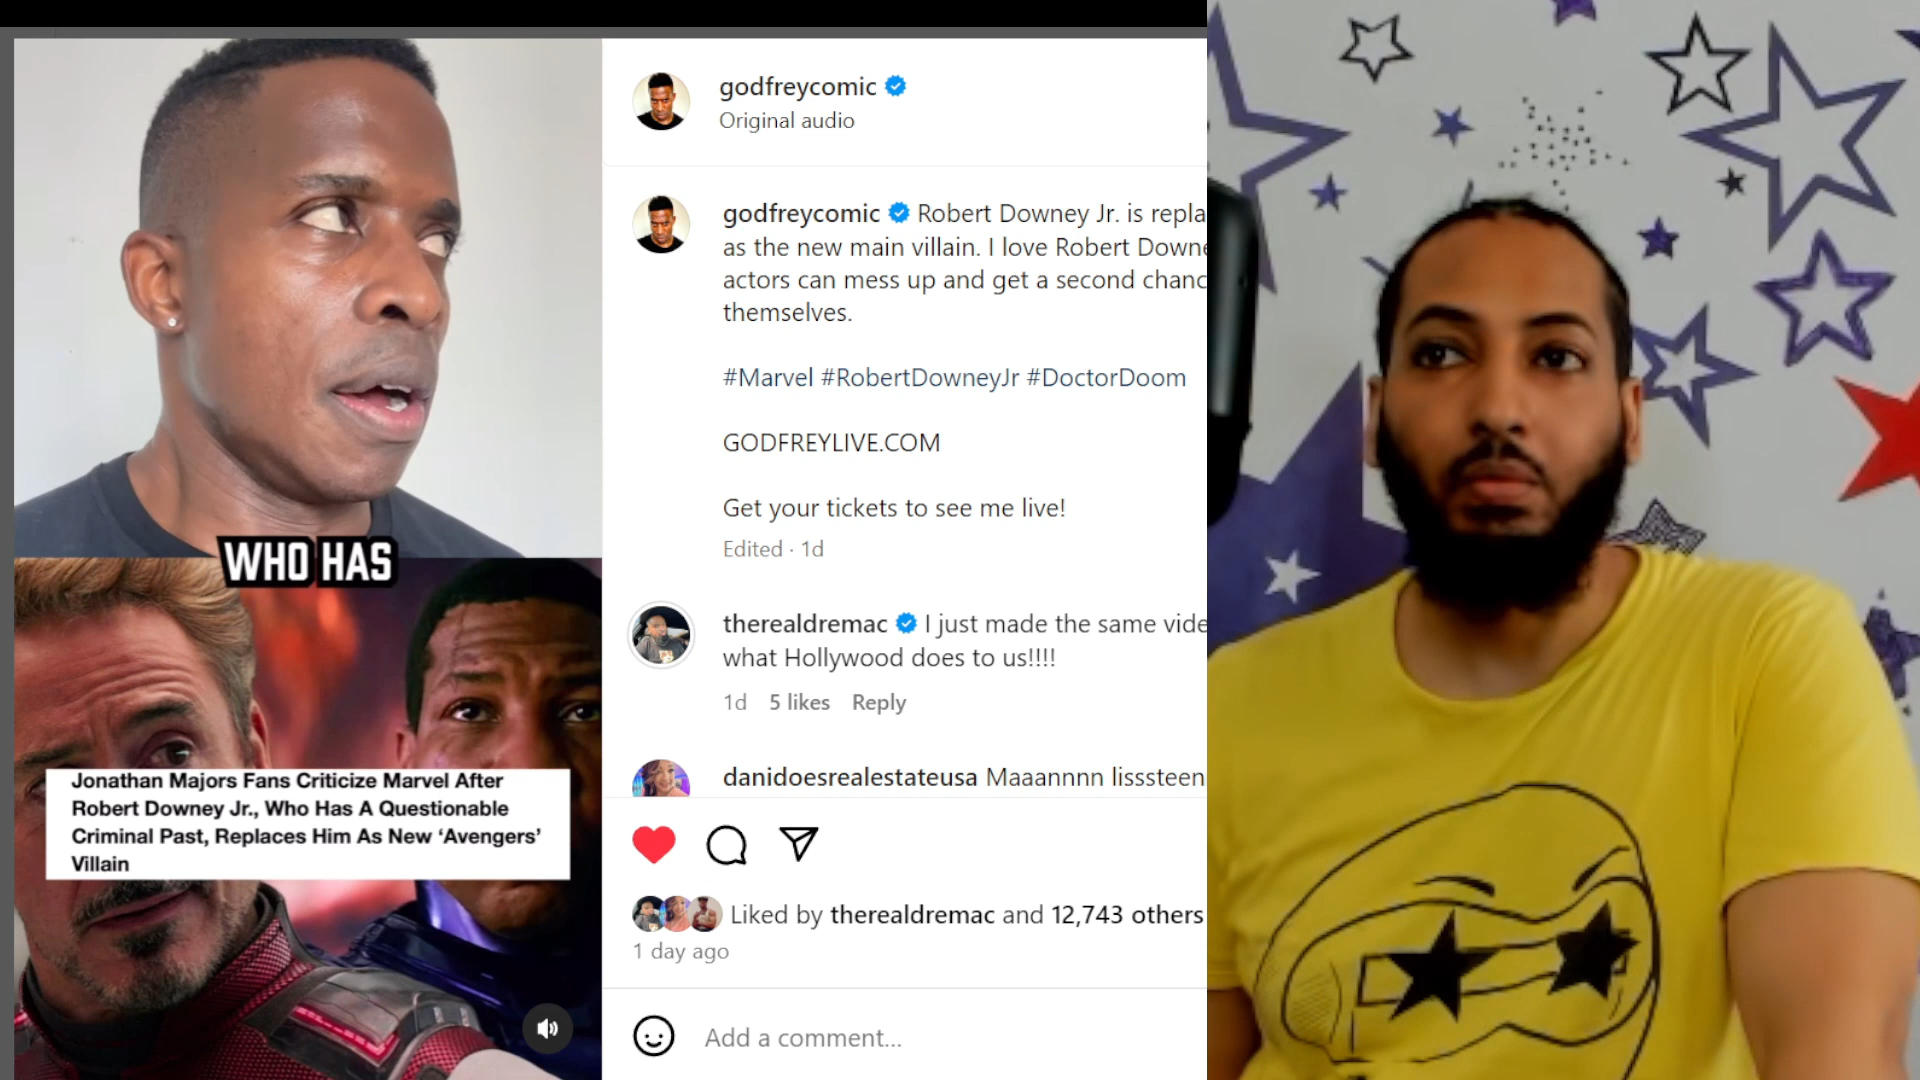 godfreycomic
Original audio
godfreycomic Robert Downey Jr. is repla
as the new main villain. I love Robert Downe
actors can mess up and get a second chanc
themselves.
#Marvel #RobertDowneyJr #DoctorDoom
GODFREYLIVE.COM
Get your tickets to see me live!
Edited · 1d
therealdremac I just made the same vide
what Hollywood does to us!!!!
1d 5 likes Reply
danidoesrealestateusa Maaannnn lisssteen
Liked by therealdremac and 12,743 others
1 day ago
Add a comment...
WHO HAS
Jonathan Majors Fans Criticize Marvel After
Robert Downey Jr., Who Has A Questionable
Criminal Past, Replaces Him As New ‘Avengers’
Villain